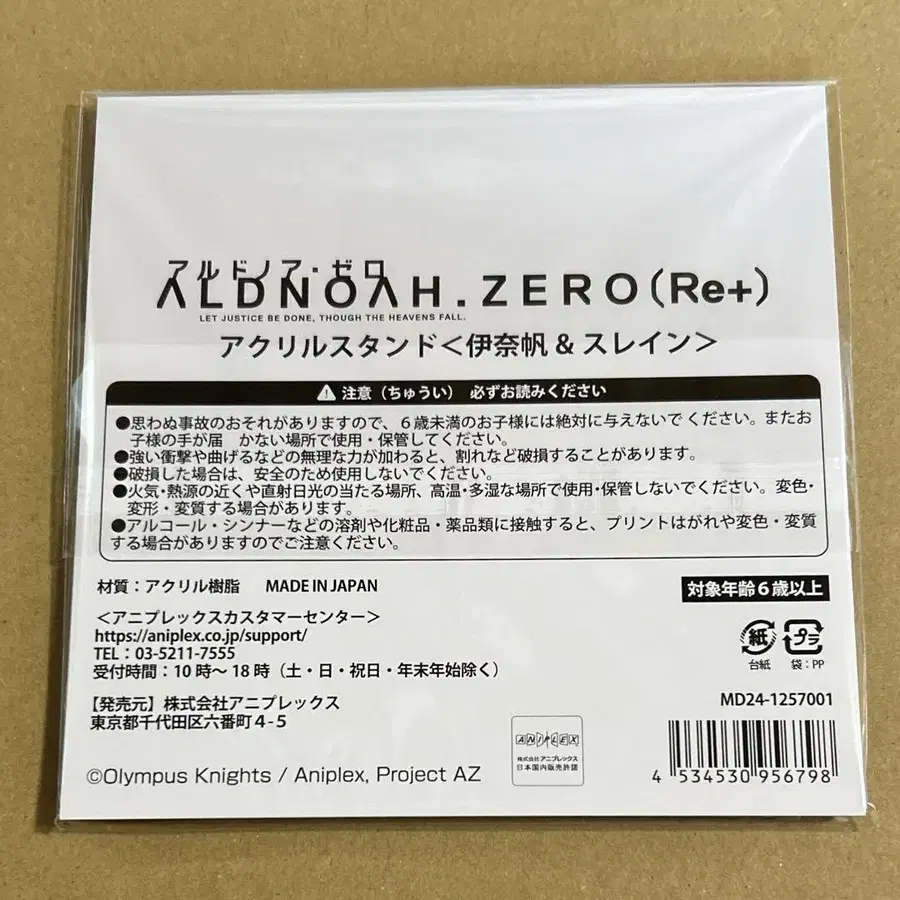 アルドノア・ゼロ
ALDNOAH.ZERO(Re+)
LET JUSTICE BE DONE, THOUGH THE HEAVENS FALL.
アクリルスタンド＜伊奈帆 & スレイン＞
注意（ちゅうい） 必ずお読みください
●思わぬ事故のおそれがありますので、６歳未満のお子様には絶対に与えないで ください。またお
子様の手が届　かない場所で使用・保管してください。
●強い衝撃や曲げるなどの無理な力が加わると、割れなど破損することがあります。
●破損した場合は、安全のため使用しないでください。
●火気･熱源の近くや直射日光の当たる場所、高温･多湿な場所で使用･保管しないでください。変色･
変形・変質する場合があります。
●アルコール・シンナーなどの溶剤や化粧品・薬品類に接触すると、プリントはがれや変色・変質
する場合がありますのでご注意ください。
材質：アクリル樹脂 MADE IN JAPAN
対象年齢６歳以上
＜アニプレックスカスタマーセンター＞
https://aniplex.co.jp/support/
TEL：03-5211-7555
受付時間：10 時～ 18 時（土・日・祝日・年末年始除く）
紙
台紙
プラ
袋：PP
【発売元】株式会社アニプレックス
東京都千代田区六番町４-５
MD24-1257001
ANIPLEX
株式会社アニプレックス
日本国内販売許諾
©Olympus Knights / Aniplex, Project AZ
4 534530 956798